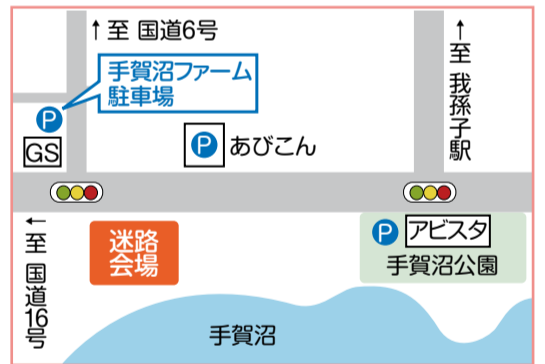 ↑至 国道6号
↑至 我孫子駅
手賀沼ファーム
駐車場
P
GS
P あびこん
←至 国道16号
迷路
会場
P アビスタ
手賀沼公園
手賀沼